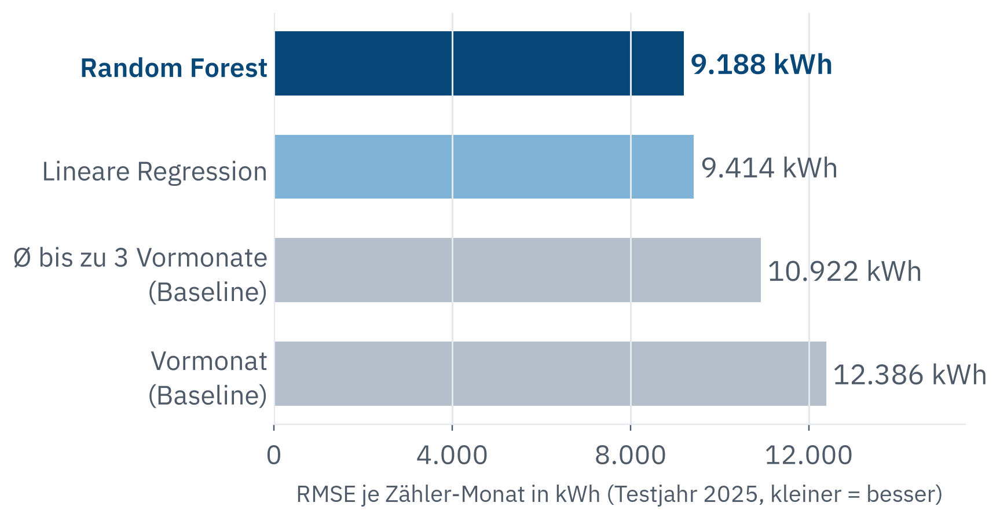 Random Forest
9.188 kWh
Lineare Regression
9.414 kWh
Ø bis zu 3 Vormonate
(Baseline)
10.922 kWh
Vormonat
(Baseline)
12.386 kWh
0 4.000 8.000 12.000
RMSE je Zähler-Monat in kWh (Testjahr 2025, kleiner = besser)